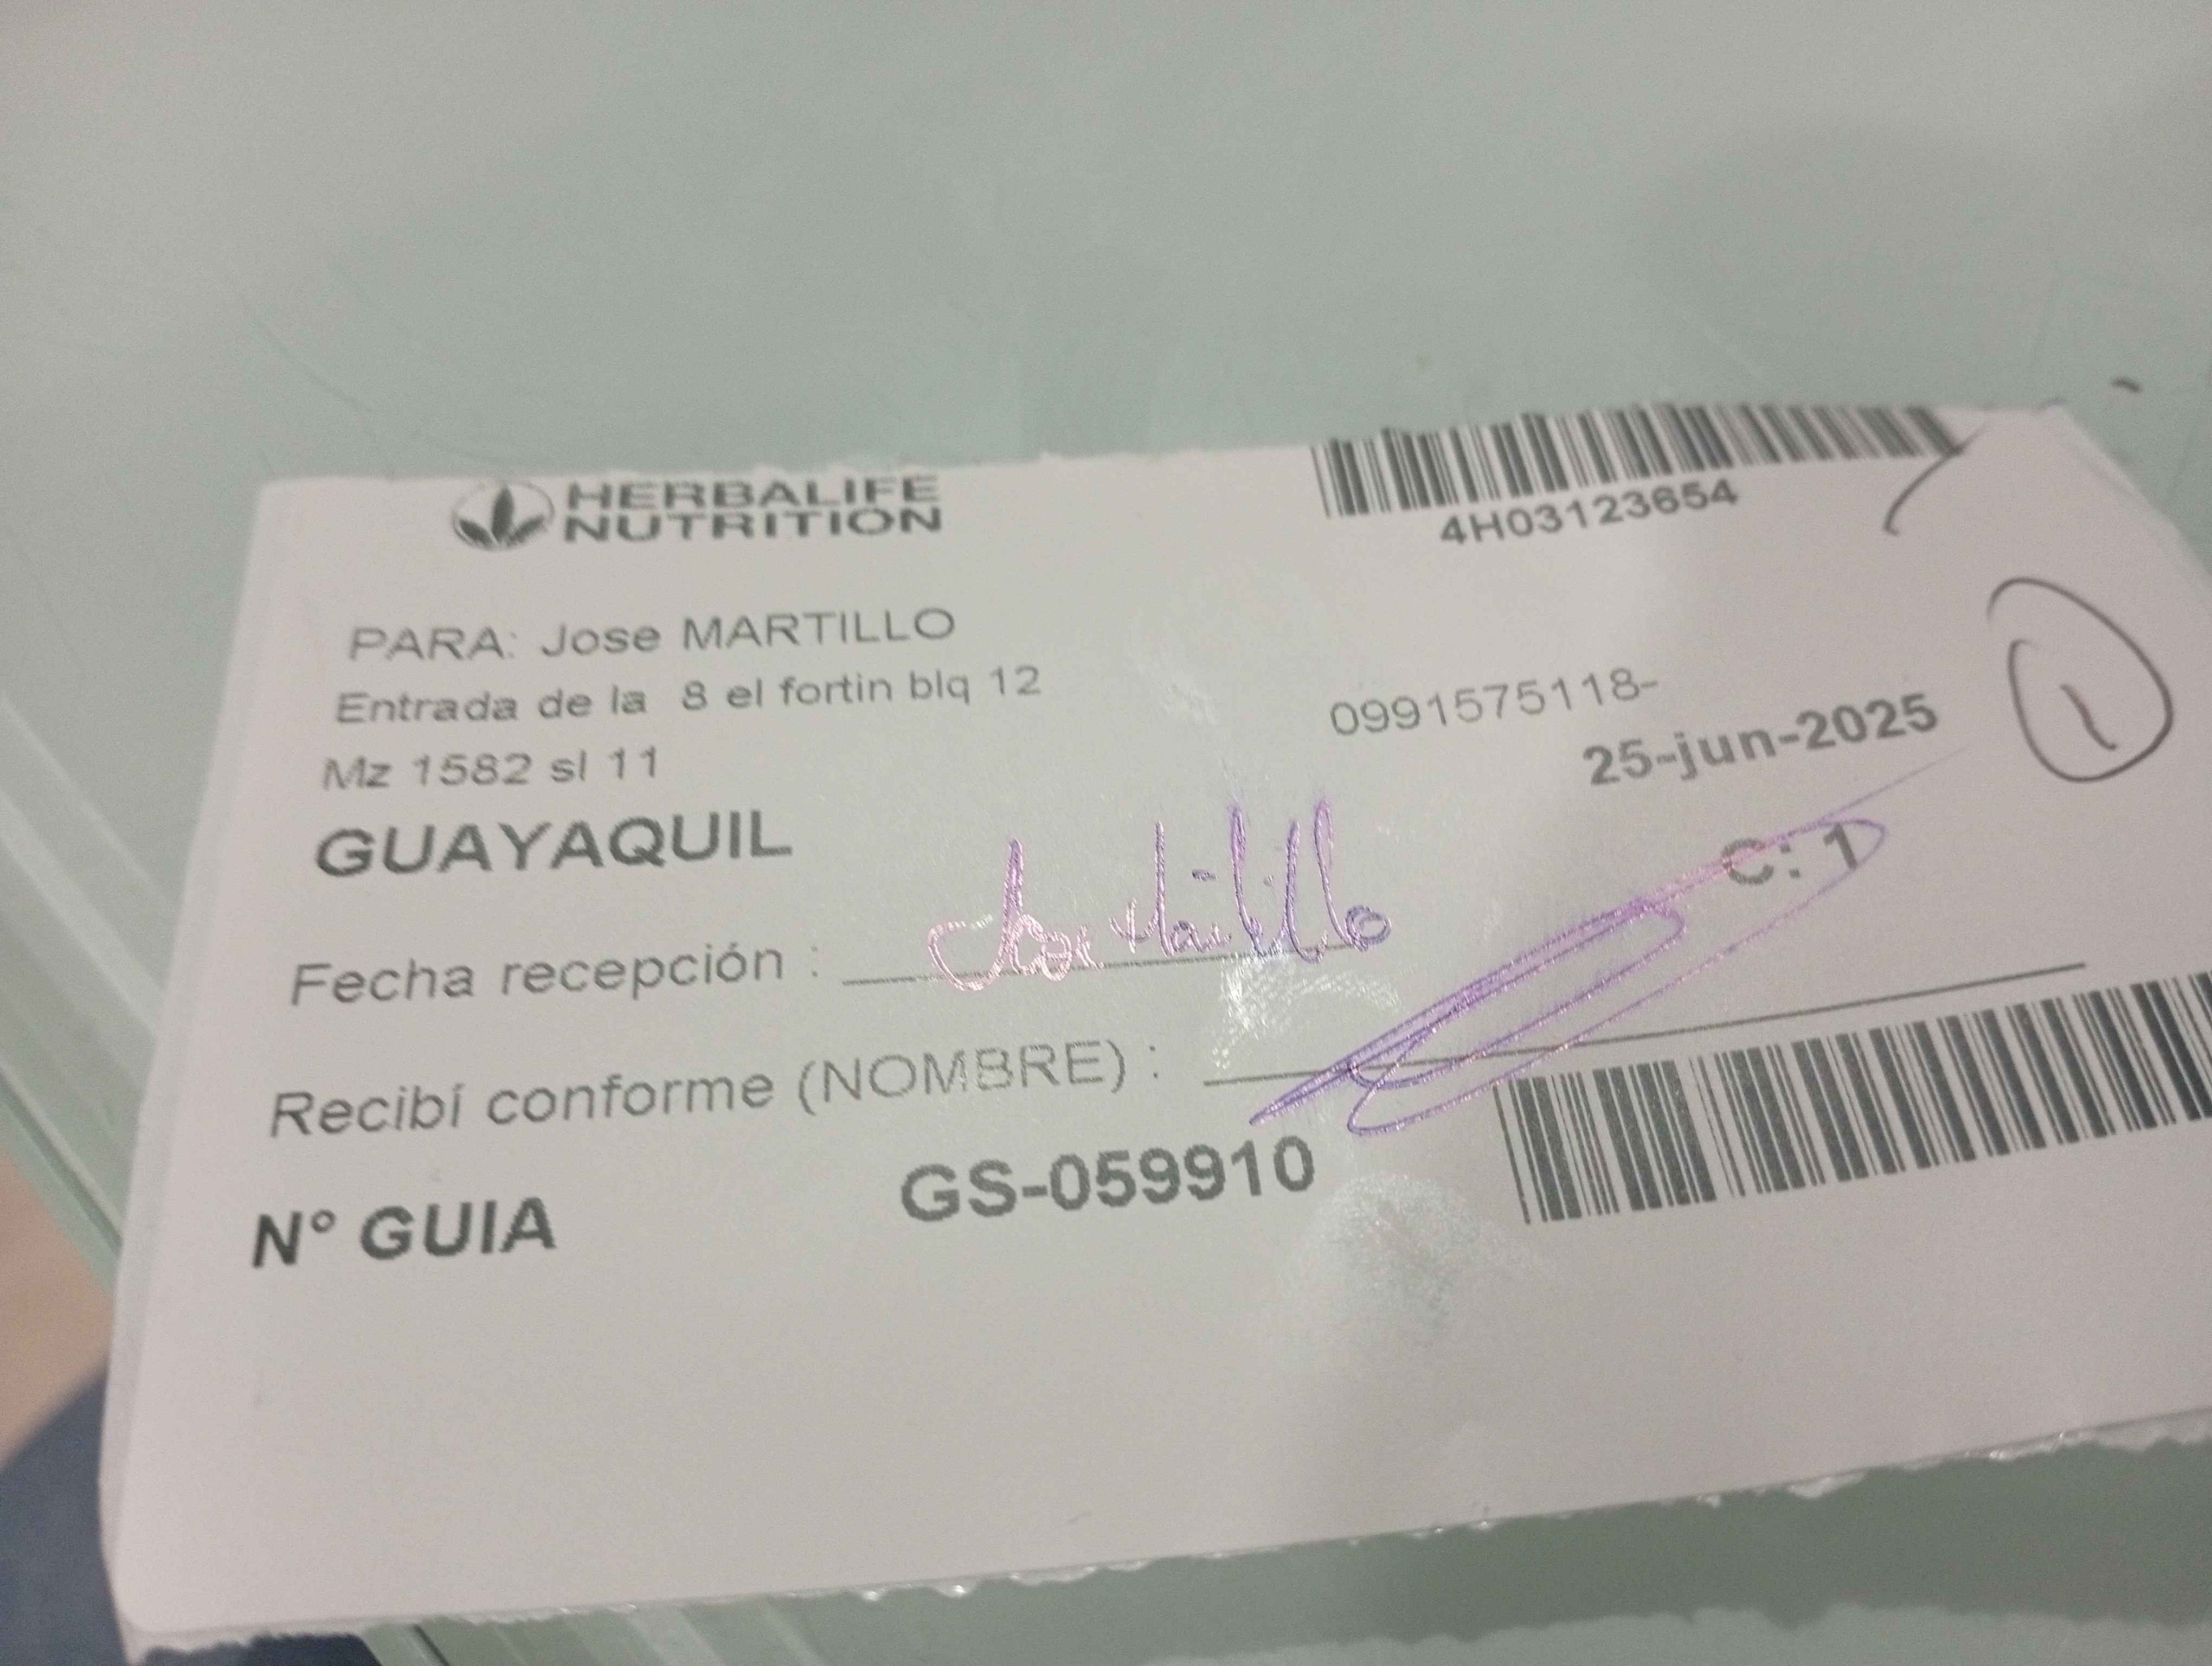 HERBALIFE
NUTRITION
4H03123654
PARA: Jose MARTILLO
Entrada de la 8 el fortin blq 12
Mz 1582 sl 11
0991575118-
25-jun-2025
1
GUAYAQUIL
C: 1
Fecha recepción :
Recibí conforme (NOMBRE) :
N° GUIA GS-059910